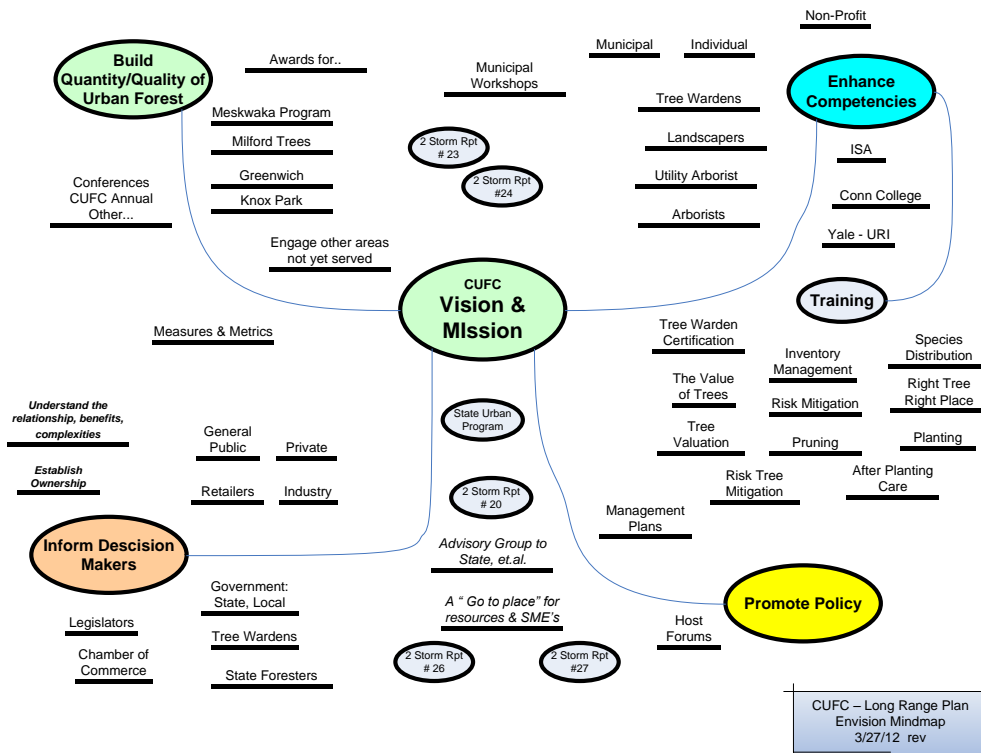 Non-Profit
Build
Quantity/Quality of
Urban Forest
Awards for..
Municipal
Individual
Municipal
Workshops
Enhance
Competencies
Meskwaka Program
Tree Wardens
Milford Trees
2 Storm Rpt
# 23
Landscapers
ISA
Greenwich
2 Storm Rpt
#24
Utility Arborist
Conferences
CUFC Annual
Other...
Knox Park
Conn College
Arborists
Yale - URI
Engage other areas
not yet served
CUFC
Vision &
MIssion
Training
Measures & Metrics
Tree Warden
Certification
Inventory
Management
Species
Distribution
The Value
of Trees
Risk Mitigation
Right Tree
Right Place
Understand the
relationship, benefits,
complexities
State Urban
Program
General
Public
Private
Tree
Valuation
Pruning
Planting
Establish
Ownership
Retailers
Industry
2 Storm Rpt
# 20
Risk Tree
Mitigation
After Planting
Care
Management
Plans
Inform Descision
Makers
Advisory Group to
State, et.al.
Government:
State, Local
A “ Go to place” for
resources & SME’s
Promote Policy
Legislators
Tree Wardens
Host
Forums
Chamber of
Commerce
State Foresters
2 Storm Rpt
# 26
2 Storm Rpt
#27
CUFC – Long Range Plan
Envision Mindmap
3/27/12 rev